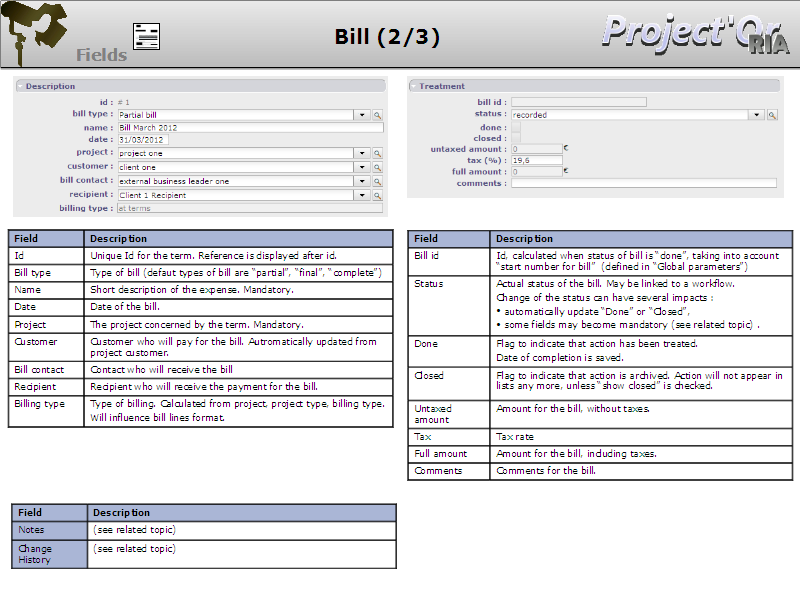 Bill (2/3)
Fields
Project'Or
RIA
Description
id : # 1
bill type : Partial bill
name : Bill March 2012
date : 31/03/2012
project : project one
customer : client one
bill contact : external business leader one
recipient : Client 1 Recipient
billing type : at terms
Treatment
bill id :
status : recorded
done :
closed :
untaxed amount : 0 €
tax (%) : 19,6
full amount : 0 €
comments :
Field Description
Id Unique Id for the term. Reference is displayed after id.
Bill type Type of bill (defaut types of bill are “partial”, “final”, “complete”)
Name Short description of the expense. Mandatory.
Date Date of the bill.
Project The project concerned by the term. Mandatory.
Customer Customer who will pay for the bill. Autromatically updated from
project customer.
Bill contact Contact who will receive the bill
Recipient Recipient who will receive the payment for the bill.
Billing type Type of billing. Calculated from project, project type, billing type.
Will influence bill lines format.
Field Description
Bill id Id, calculated when status of bill is “done”, taking into account
“start number for bill” (defined in “Global parameters”)
Status Actual status of the bill. May be linked to a workflow.
Change of the status can have several impacts :
• automatically update “Done” or “Closed”,
• some fields may become mandatory (see related topic) .
Done Flag to indicate that action has been treated.
Date of completion is saved.
Closed Flag to indicate that action is archived. Action will not appear in
lists any more, unless “show closed” is checked.
Untaxed
amount Amount for the bill, without taxes.
Tax Tax rate
Full amount Amount for the bill, including taxes.
Comments Comments for the bill.
Field Description
Notes (see related topic)
Change
History (see related topic)